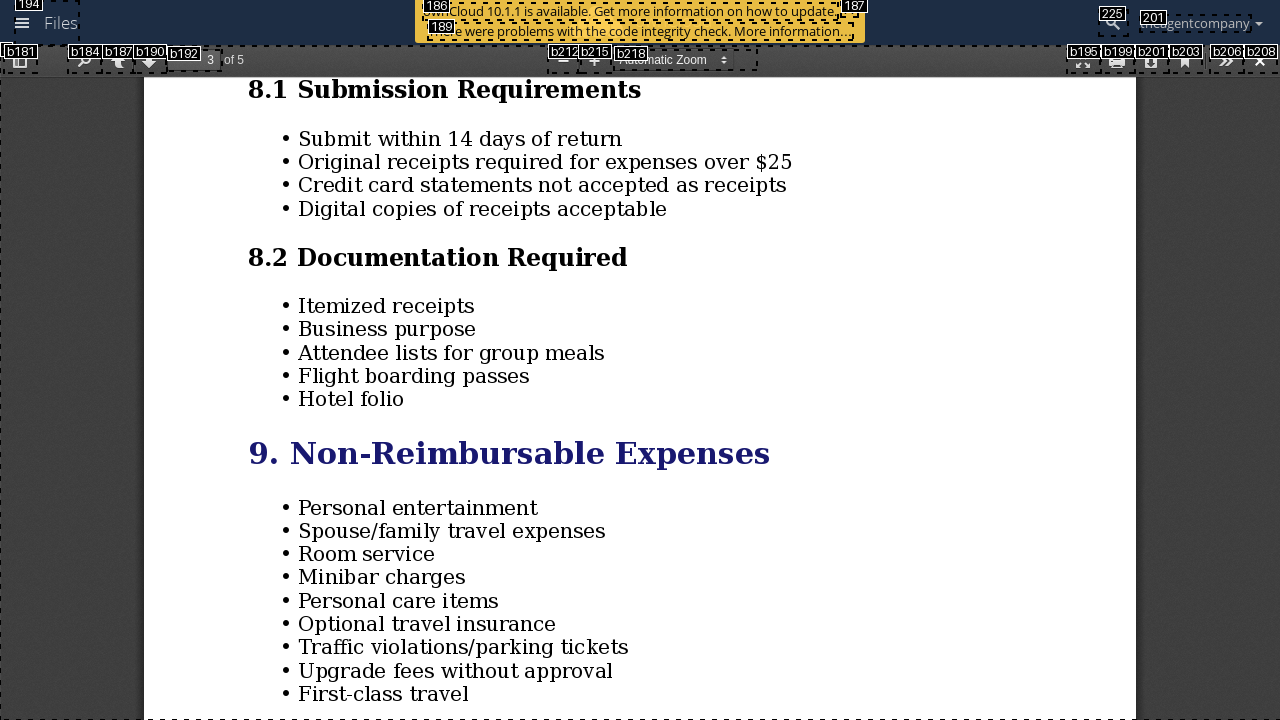 Files
ownCloud 10.1.1 is available. Get more information on how to update.
were problems with the code integrity check. More information…
3 of 5
Automatic Zoom
194
186
187
189
225
201
b181
b184
b187
b190
b192
b212
b215
b218
b195
b199
b201
b203
b206
b208
8.1 Submission Requirements
• Submit within 14 days of return
• Original receipts required for expenses over $25
• Credit card statements not accepted as receipts
• Digital copies of receipts acceptable
8.2 Documentation Required
• Itemized receipts
• Business purpose
• Attendee lists for group meals
• Flight boarding passes
• Hotel folio
9. Non-Reimbursable Expenses
• Personal entertainment
• Spouse/family travel expenses
• Room service
• Minibar charges
• Personal care items
• Optional travel insurance
• Traffic violations/parking tickets
• Upgrade fees without approval
• First-class travel